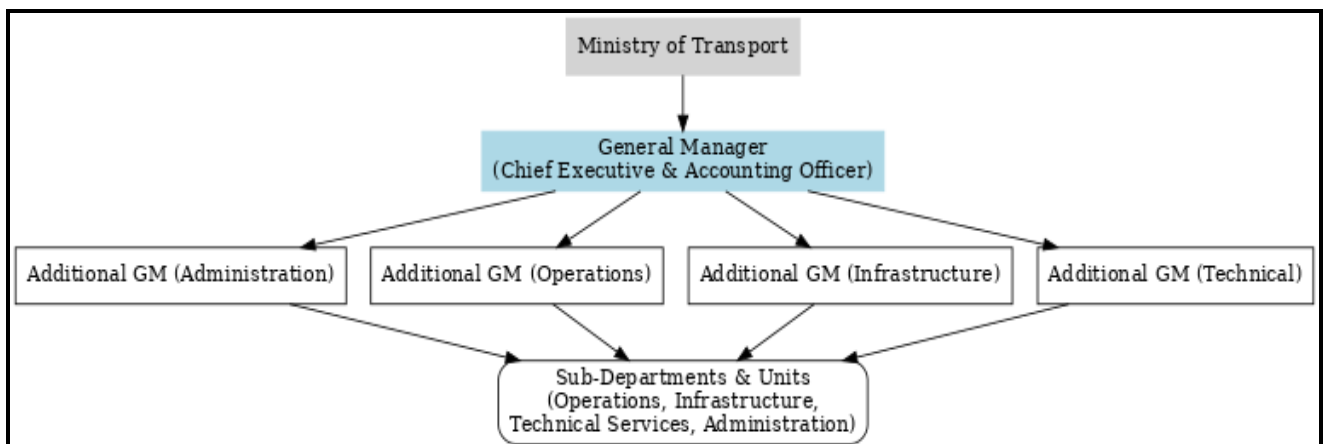 Ministry of Transport
General Manager
(Chief Executive & Accounting Officer)
Additional GM (Administration)
Additional GM (Operations)
Additional GM (Infrastructure)
Additional GM (Technical)
Sub-Departments & Units
(Operations, Infrastructure,
Technical Services, Administration)